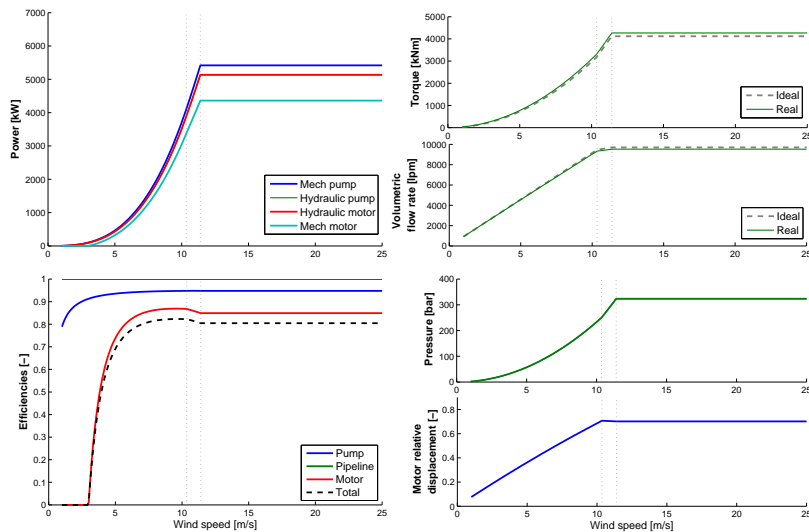 7000
6000
5000
4000
3000
2000
1000
0
Power [kW]
0 5 10 15 20 25
Mech pump
Hydraulic pump
Hydraulic motor
Mech motor
5000
4000
3000
2000
1000
0
Torque [kNm]
0 5 10 15 20 25
Ideal
Real
10000
8000
6000
4000
2000
0
Volumetric
flow rate [lpm]
0 5 10 15 20 25
Ideal
Real
1
0.9
0.8
0.7
0.6
0.5
0.4
0.3
0.2
0.1
0
Efficiencies [-]
0 5 10 15 20 25
Wind speed [m/s]
Pump
Pipeline
Motor
Total
400
300
200
100
0
Pressure [bar]
0 5 10 15 20 25
0.8
0.6
0.4
0.2
0
Motor relative
displacement [-]
0 5 10 15 20 25
Wind speed [m/s]